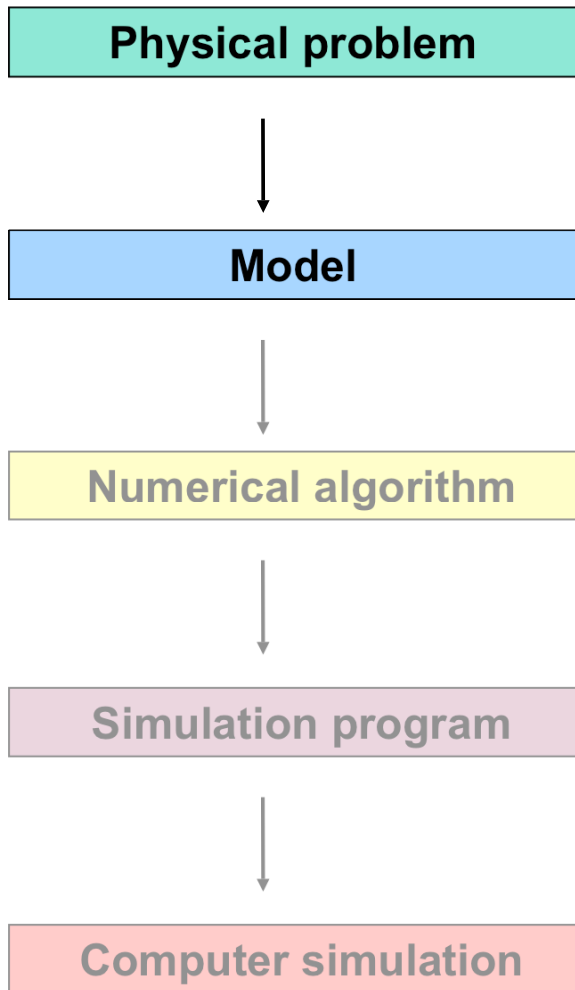 Physical problem
Model
Numerical algorithm
Simulation program
Computer simulation